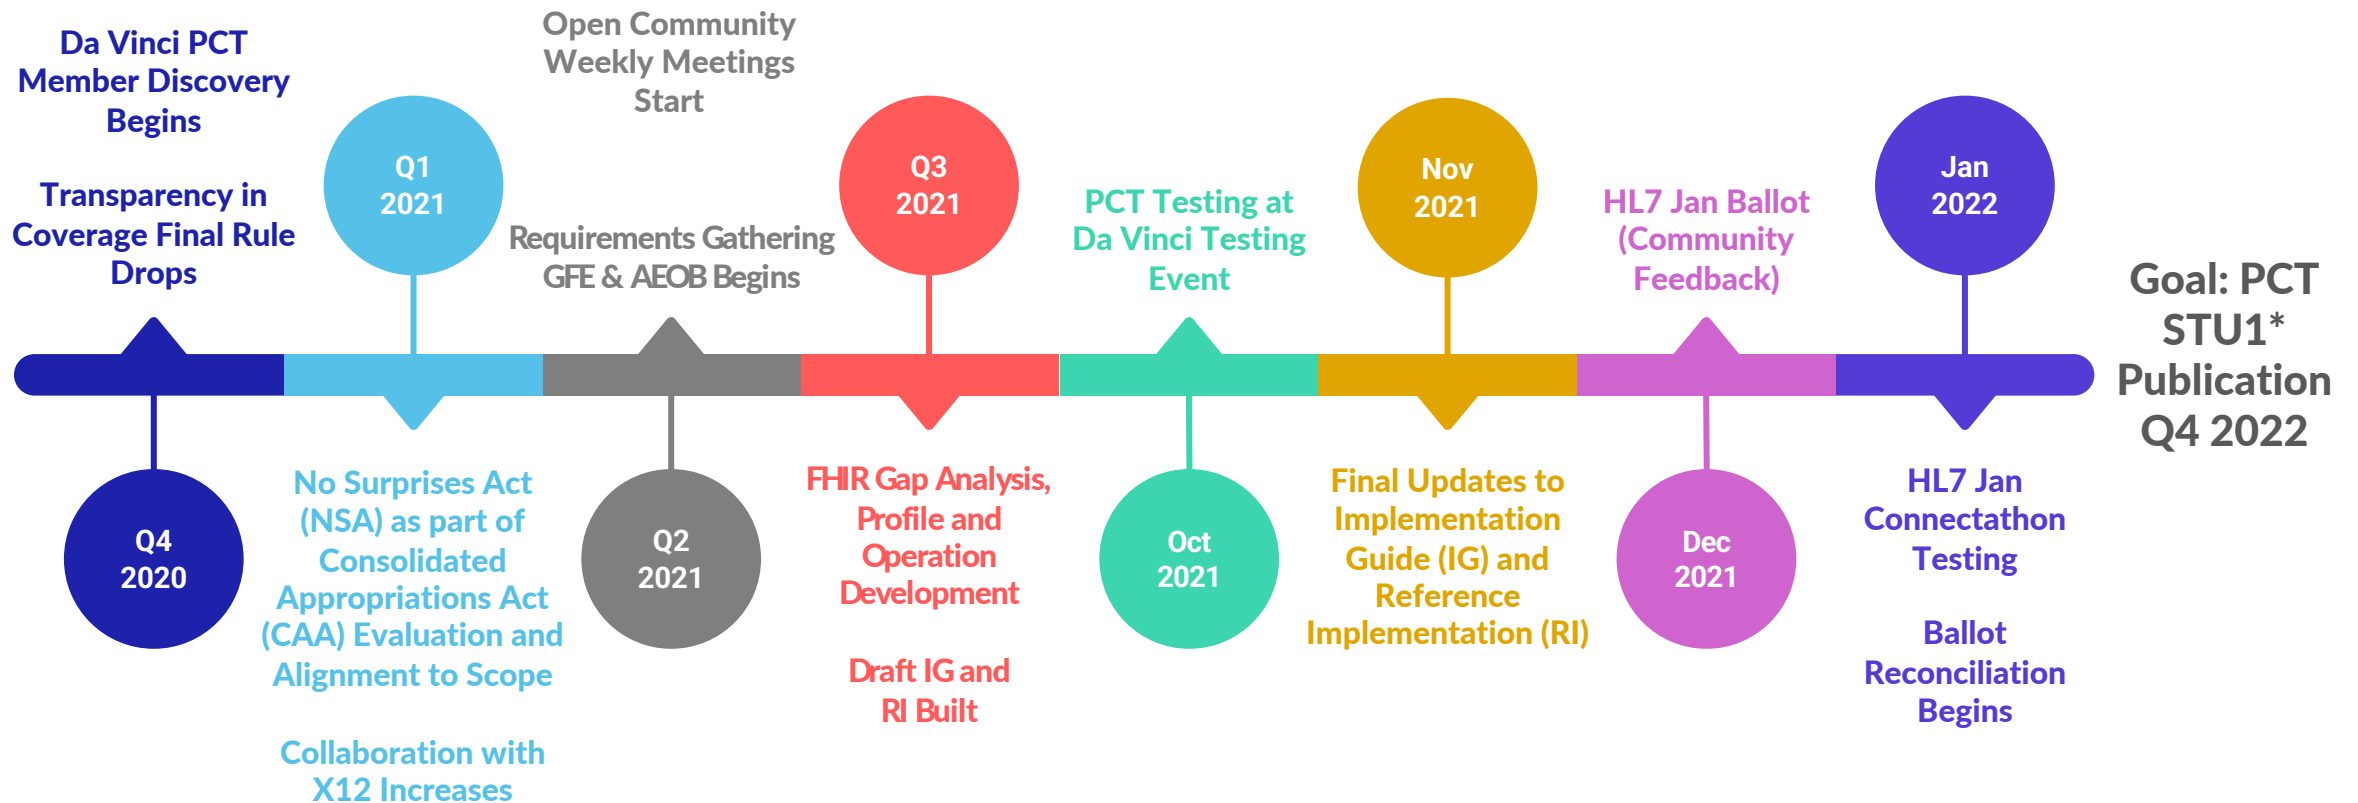 Da Vinci PCT
Member Discovery
Begins
Transparency in
Coverage Final Rule
Drops
Q4
2020
Q1
2021
No Surprises Act
(NSA) as part of
Consolidated
Appropriations Act
(CAA) Evaluation and
Alignment to Scope
Collaboration with
X12 Increases
Open Community
Weekly Meetings
Start
Requirements Gathering
GFE & AEOB Begins
Q2
2021
Q3
2021
FHIR Gap Analysis,
Profile and
Operation
Development
Draft IG and
RI Built
PCT Testing at
Da Vinci Testing
Event
Oct
2021
Nov
2021
Final Updates to
Implementation
Guide (IG) and
Reference
Implementation (RI)
HL7 Jan Ballot
(Community
Feedback)
Dec
2021
Jan
2022
HL7 Jan
Connectathon
Testing
Ballot
Reconciliation
Begins
Goal: PCT
STU1*
Publication
Q4 2022